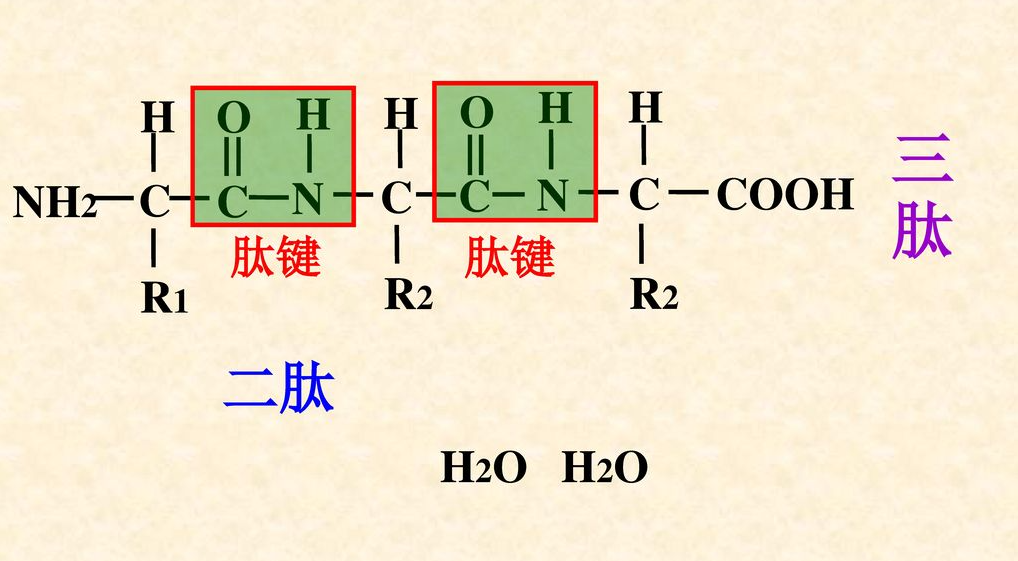 H O H H O H H
NH2—C—C—N—C—C—N—C—COOH
肽键 肽键
R1 R2 R2
三肽
二肽
H2O H2O